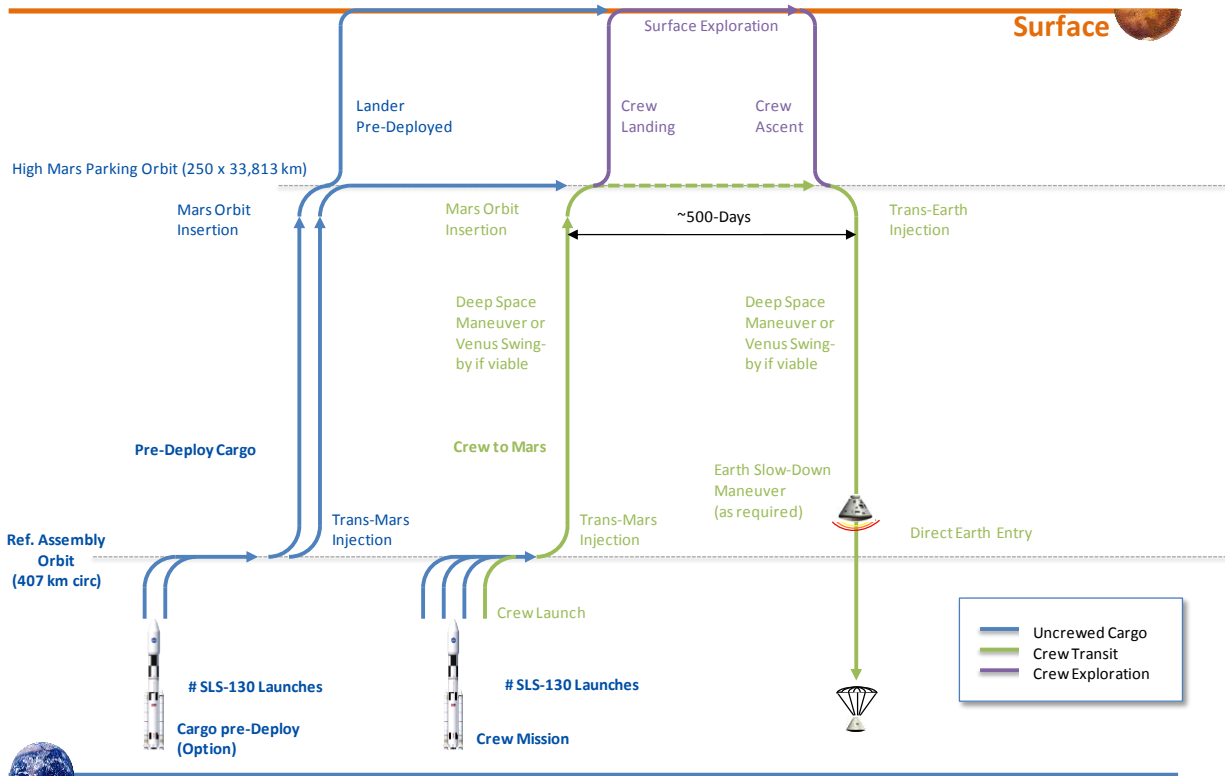 Surface Exploration
Surface
Lander
Pre-Deployed
Crew
Landing
Crew
Ascent
High Mars Parking Orbit (250 x 33,813 km)
Mars Orbit
Insertion
Mars Orbit
Insertion
~500-Days
Trans-Earth
Injection
Deep Space
Maneuver or
Venus Swing-
by if viable
Deep Space
Maneuver or
Venus Swing-
by if viable
Pre-Deploy Cargo
Crew to Mars
Earth Slow-Down
Maneuver
(as required)
Trans-Mars
Injection
Trans-Mars
Injection
Direct Earth Entry
Ref. Assembly
Orbit
(407 km circ)
Crew Launch
# SLS-130 Launches
Cargo pre-Deploy
(Option)
# SLS-130 Launches
Crew Mission
Uncrewed Cargo
Crew Transit
Crew Exploration